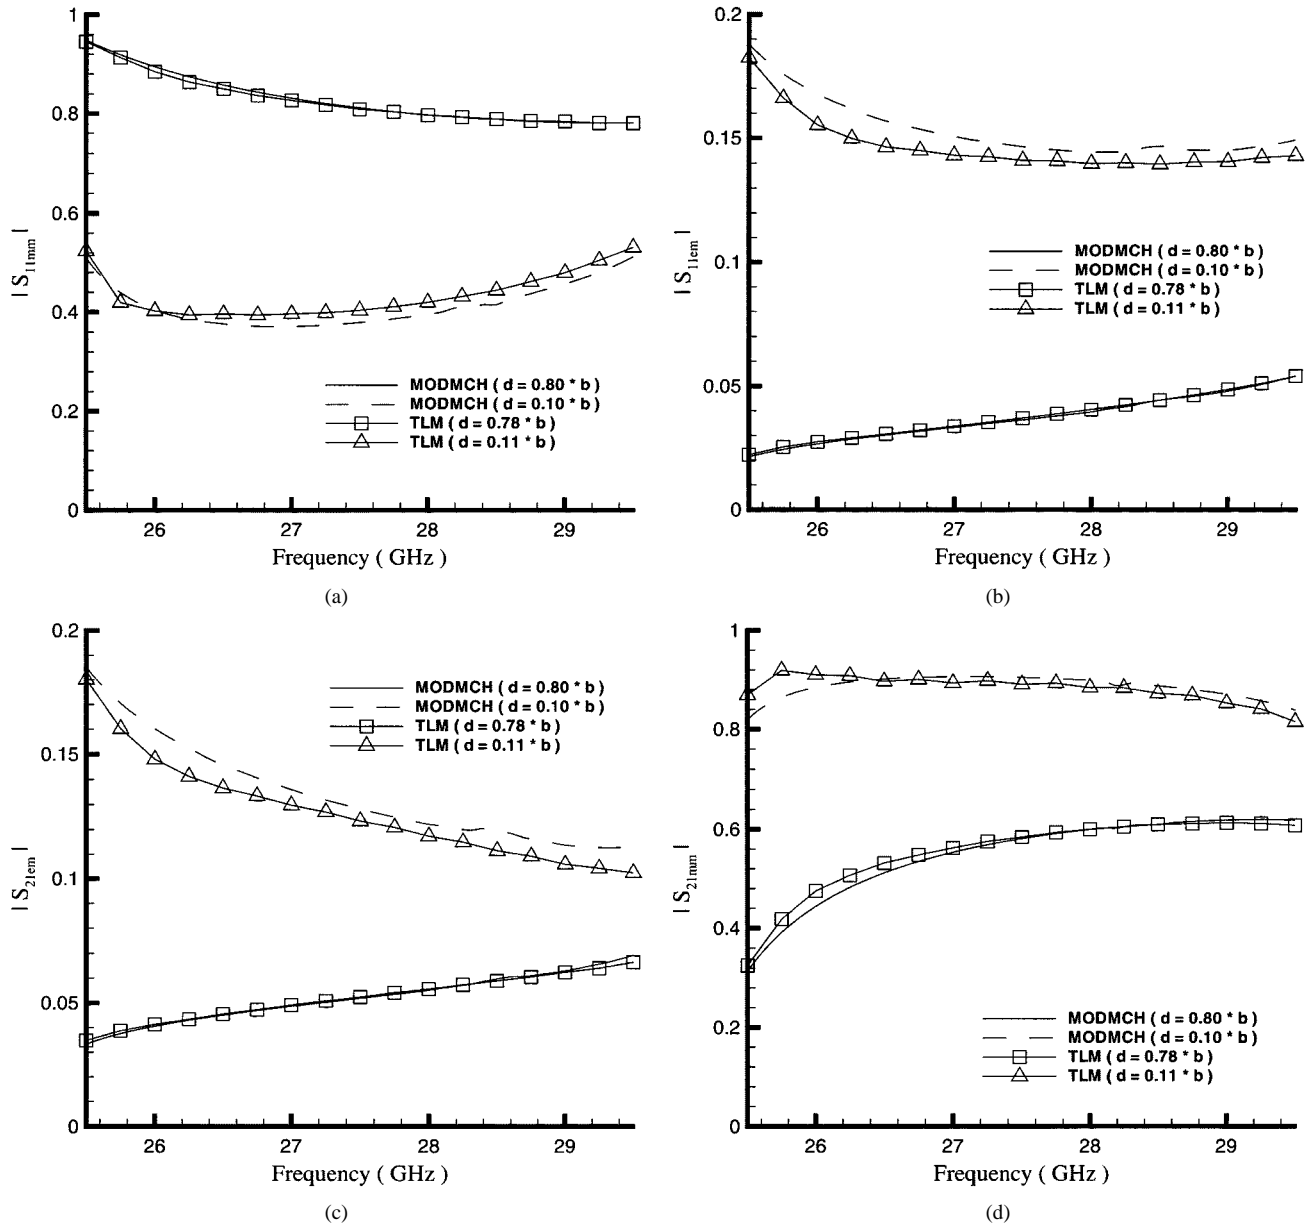 1
0.8
0.6
0.4
0.2
0
| S11mm |
MODMCH ( d = 0.80 * b )
MODMCH ( d = 0.10 * b )
TLM ( d = 0.78 * b )
TLM ( d = 0.11 * b )
26 27 28 29
Frequency ( GHz )
(a)
0.2
0.15
0.1
0.05
0
| S11em |
MODMCH ( d = 0.80 * b )
MODMCH ( d = 0.10 * b )
TLM ( d = 0.78 * b )
TLM ( d = 0.11 * b )
26 27 28 29
Frequency ( GHz )
(b)
0.2
0.15
0.1
0.05
0
| S21em |
MODMCH ( d = 0.80 * b )
MODMCH ( d = 0.10 * b )
TLM ( d = 0.78 * b )
TLM ( d = 0.11 * b )
26 27 28 29
Frequency ( GHz )
(c)
1
0.8
0.6
0.4
0.2
0
| S21mm |
MODMCH ( d = 0.80 * b )
MODMCH ( d = 0.10 * b )
TLM ( d = 0.78 * b )
TLM ( d = 0.11 * b )
26 27 28 29
Frequency ( GHz )
(d)